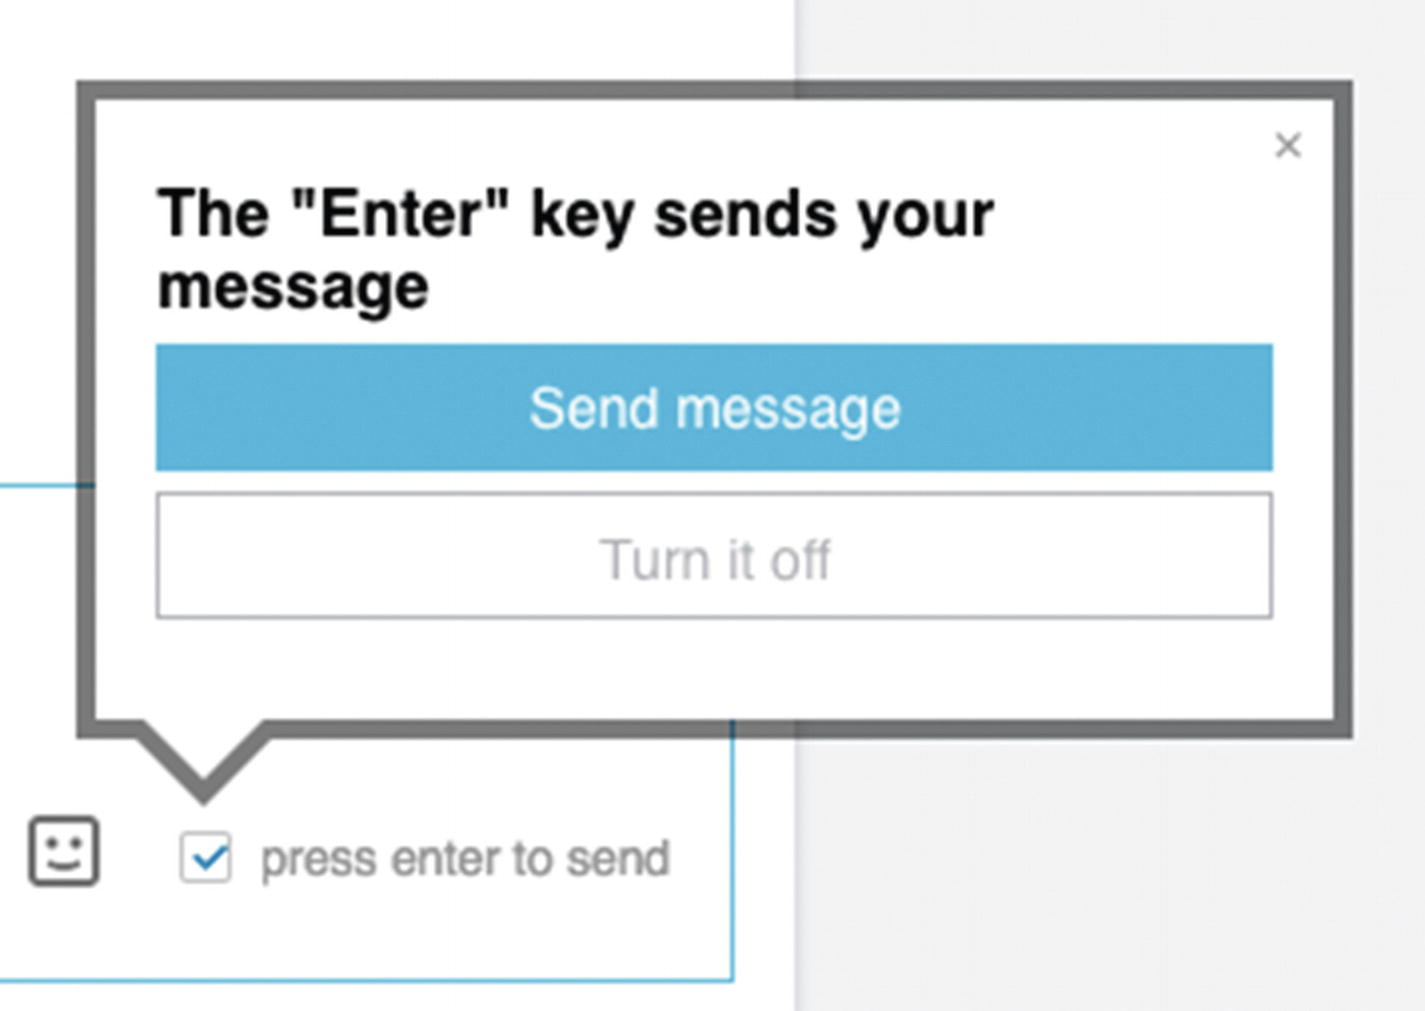 The "Enter" key sends your
message
Send message
Turn it off
press enter to send